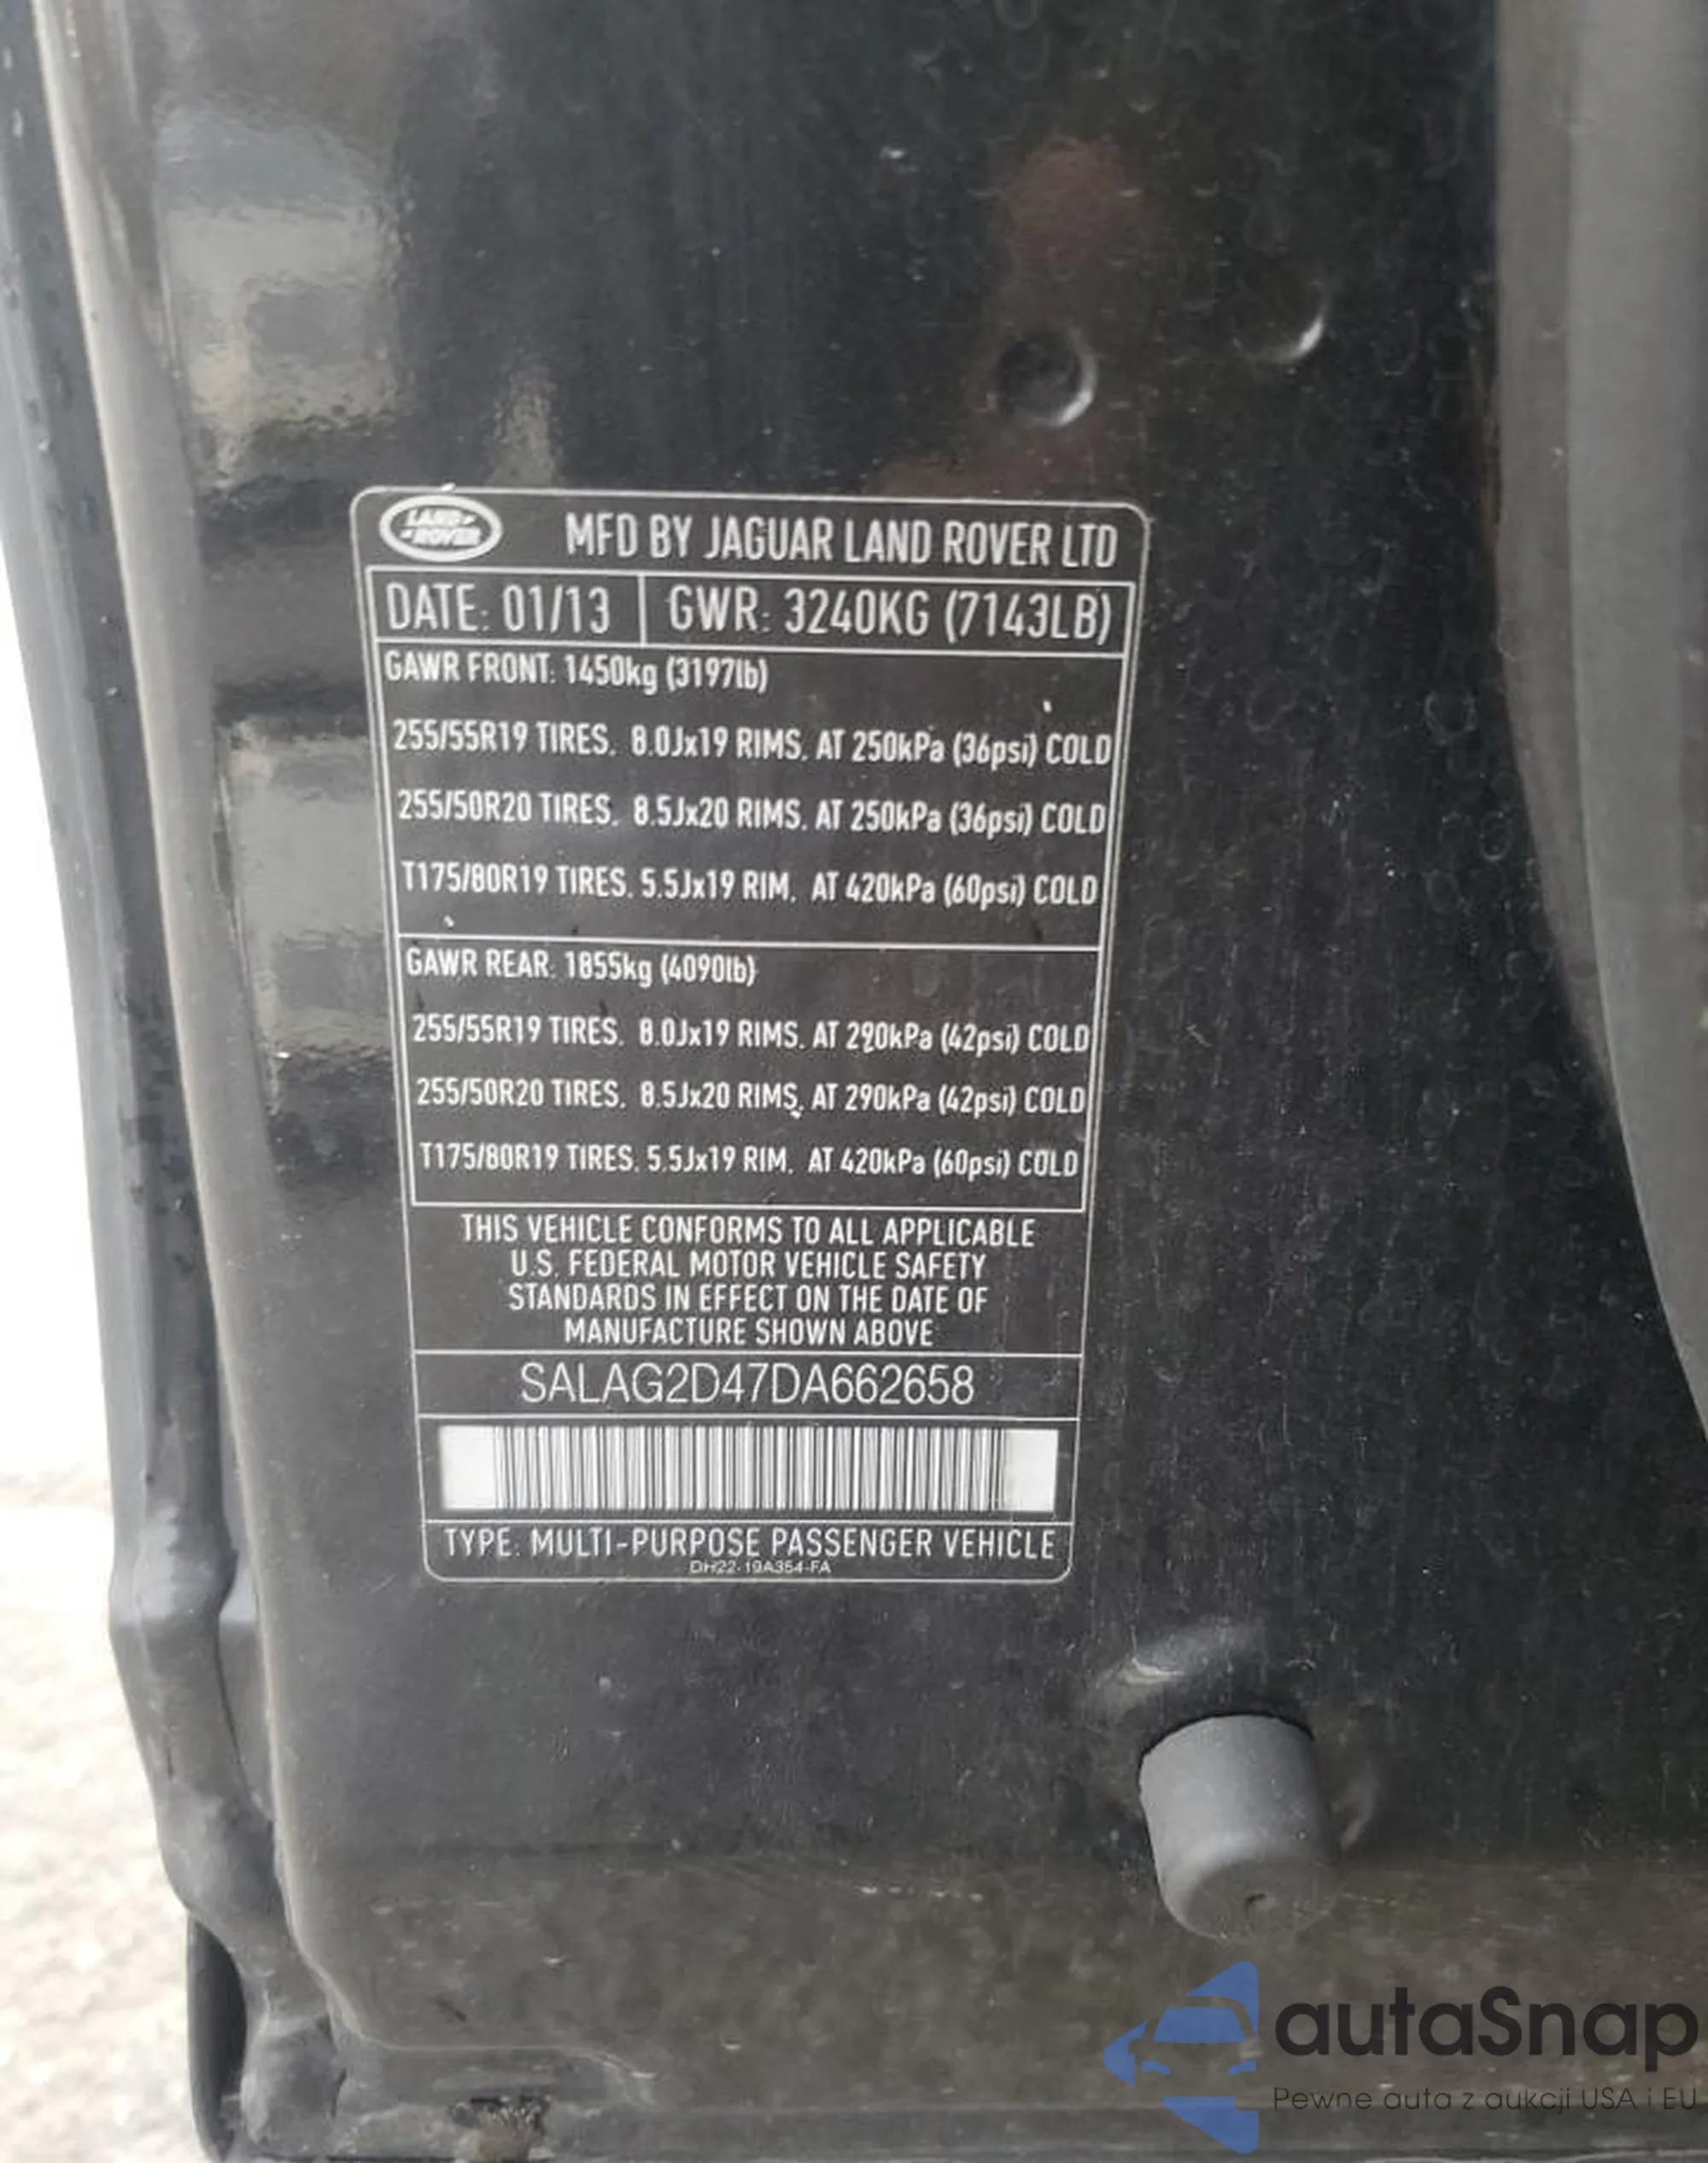 LAND-
-ROVER
MFD BY JAGUAR LAND ROVER LTD
DATE: 01/13 GWR: 3240KG (7143LB)
GAWR FRONT: 1450kg (3197lb)
255/55R19 TIRES. 8.0Jx19 RIMS. AT 250kPa (36psi) COLD
255/50R20 TIRES. 8.5Jx20 RIMS. AT 250kPa (36psi) COLD
T175/80R19 TIRES. 5.5Jx19 RIM. AT 420kPa (60psi) COLD
GAWR REAR: 1855kg (4090lb)
255/55R19 TIRES. 8.0Jx19 RIMS. AT 290kPa (42psi) COLD
255/50R20 TIRES. 8.5Jx20 RIMS. AT 290kPa (42psi) COLD
T175/80R19 TIRES. 5.5Jx19 RIM. AT 420kPa (60psi) COLD
THIS VEHICLE CONFORMS TO ALL APPLICABLE
U.S. FEDERAL MOTOR VEHICLE SAFETY
STANDARDS IN EFFECT ON THE DATE OF
MANUFACTURE SHOWN ABOVE
SALAG2D47DA662658
TYPE: MULTI-PURPOSE PASSENGER VEHICLE
DH22-19A354-FA
autaSnap
Pewne auta z aukcji USA i EU